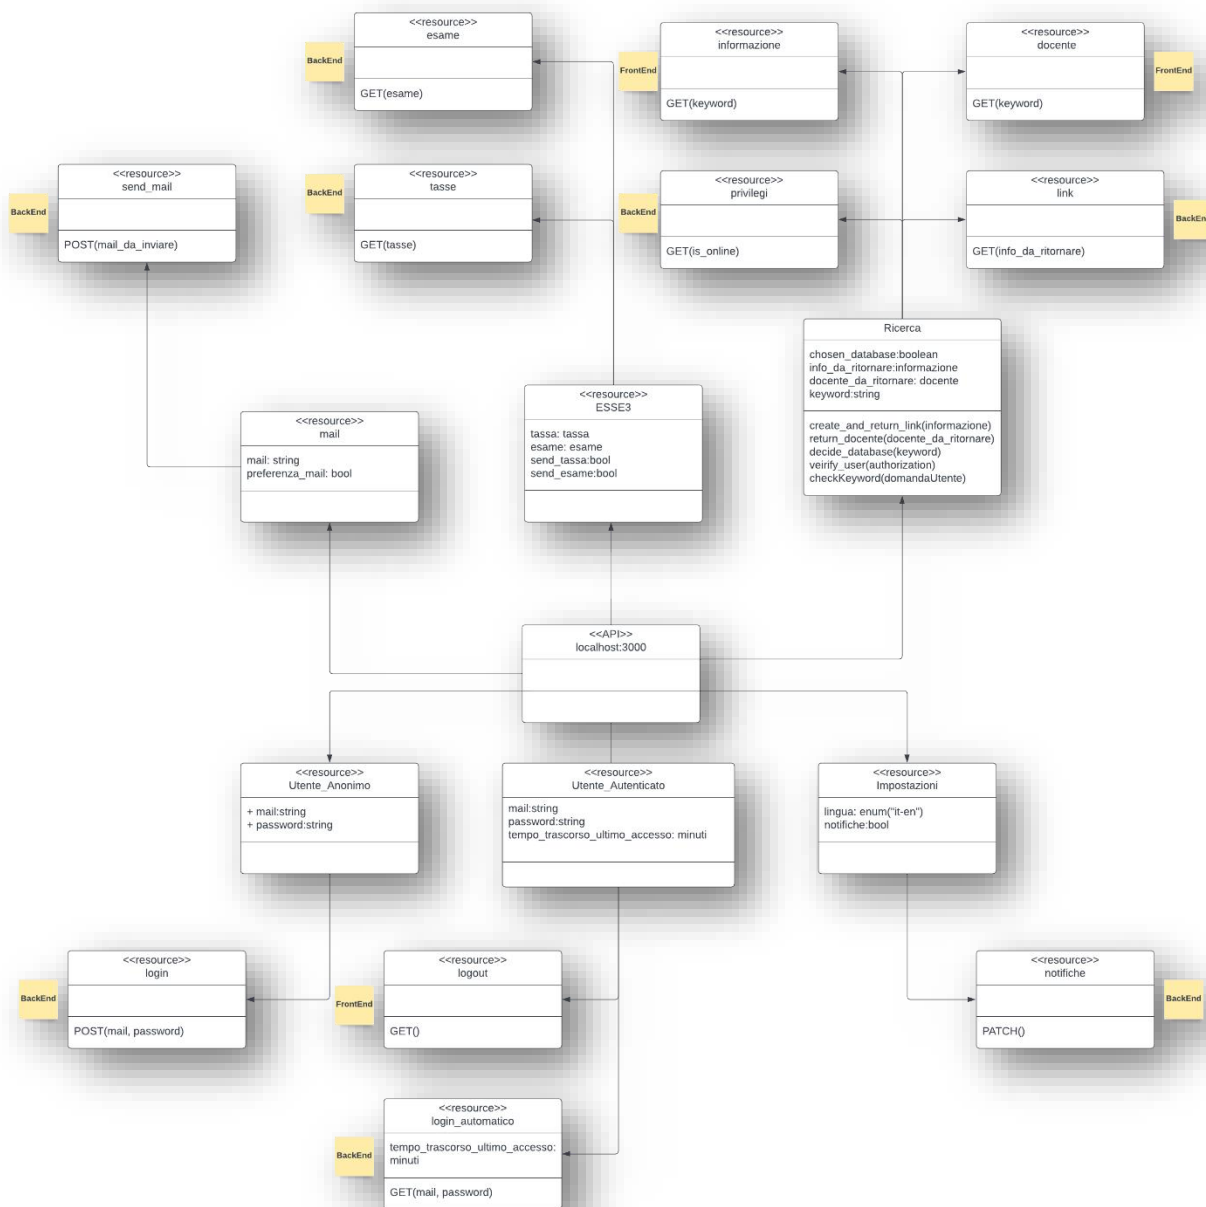 <<resource>>
esame
BackEnd
GET(esame)
<<resource>>
informazione
FrontEnd
GET(keyword)
<<resource>>
docente
FrontEnd
GET(keyword)
<<resource>>
send_mail
BackEnd
POST(mail_da_inviare)
<<resource>>
tasse
BackEnd
GET(tasse)
<<resource>>
privilegi
BackEnd
GET(is_online)
<<resource>>
link
BackEnd
GET(info_da_ritornare)
Ricerca
chosen_database:boolean
info_da_ritornare:informazione
docente_da_ritornare: docente
keyword:string
create_and_return_link(informazione)
return_docente(docente_da_ritornare)
decide_database(keyword)
veirify_user(authorization)
checkKeyword(domandaUtente)
<<resource>>
ESSE3
tassa: tassa
esame: esame
send_tassa:bool
send_esame:bool
<<resource>>
mail
mail: string
preferenza_mail: bool
<<API>>
localhost:3000
<<resource>>
Utente_Anonimo
+ mail:string
+ password:string
<<resource>>
Utente_Autenticato
mail:string
password:string
tempo_trascorso_ultimo_accesso: minuti
<<resource>>
Impostazioni
lingua: enum("it-en")
notifiche:bool
<<resource>>
login
BackEnd
POST(mail, password)
<<resource>>
logout
FrontEnd
GET()
<<resource>>
notifiche
BackEnd
PATCH()
<<resource>>
login_automatico
BackEnd
tempo_trascorso_ultimo_accesso:
minuti
GET(mail, password)